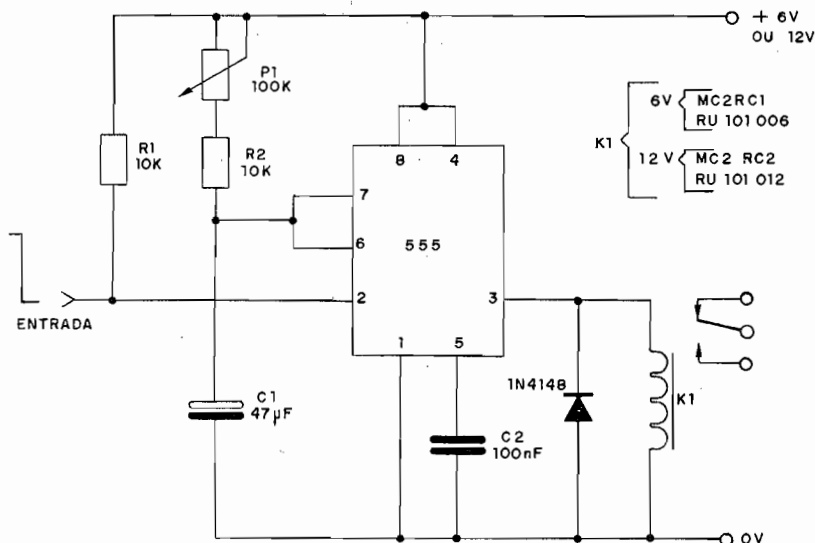 + 6V
OU 12V
P1
100K
R1
10K
R2
10K
8
4
7
6
555
2
3
1
5
ENTRADA
C1
47µF
C2
100nF
1N4148
K1
K1
6V
MC2RC1
RU 101 006
12 V
MC2 RC2
RU 101 012
0V